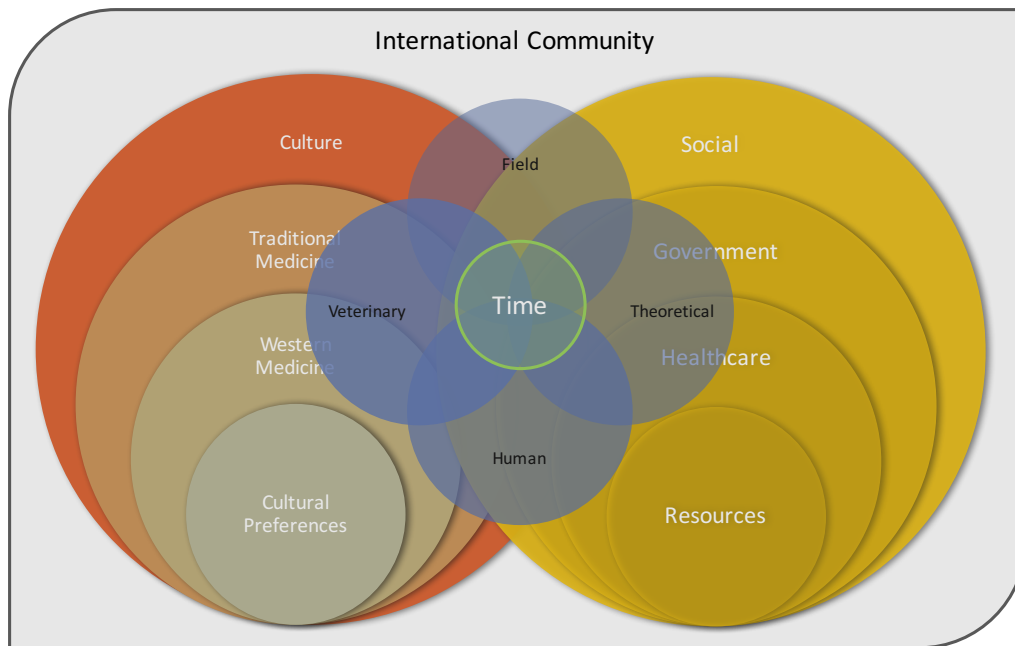 International Community
Culture
Social
Field
Traditional
Medicine
Government
Time
Veterinary
Theoretical
Western
Medicine
Healthcare
Human
Cultural
Preferences
Resources